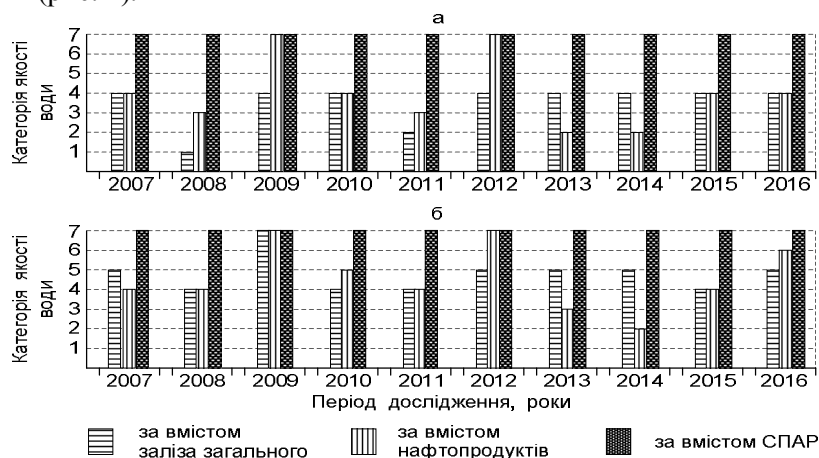 а
Категорія якості
води
7
6
5
4
3
2
1
2007 2008 2009 2010 2011 2012 2013 2014 2015 2016
б
Категорія якості
води
7
6
5
4
3
2
1
2007 2008 2009 2010 2011 2012 2013 2014 2015 2016
Період дослідження, роки
за вмістом
заліза загального
за вмістом
нафтопродуктів
за вмістом СПАР